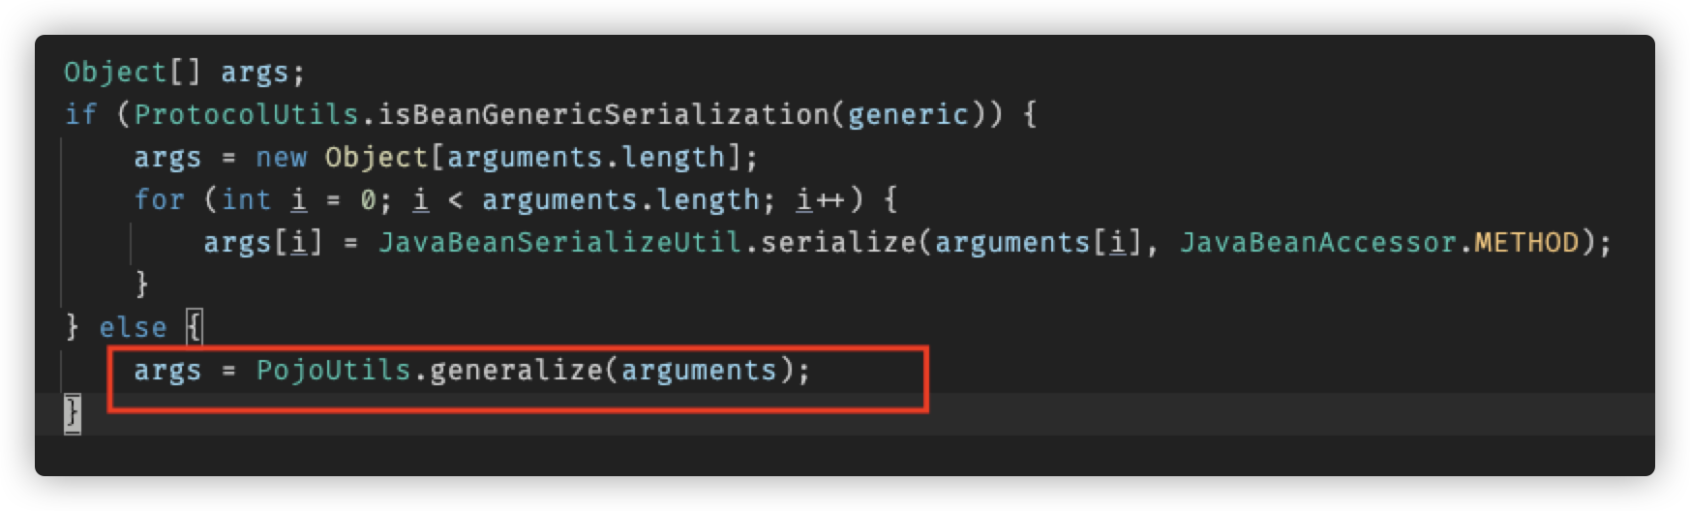 Object[] args;
if (ProtocolUtils.isBeanGenericSerialization(generic)) {
    args = new Object[arguments.length];
    for (int i = 0; i < arguments.length; i++) {
        args[i] = JavaBeanSerializeUtil.serialize(arguments[i], JavaBeanAccessor.METHOD);
    }
} else {
    args = PojoUtils.generalize(arguments);
}